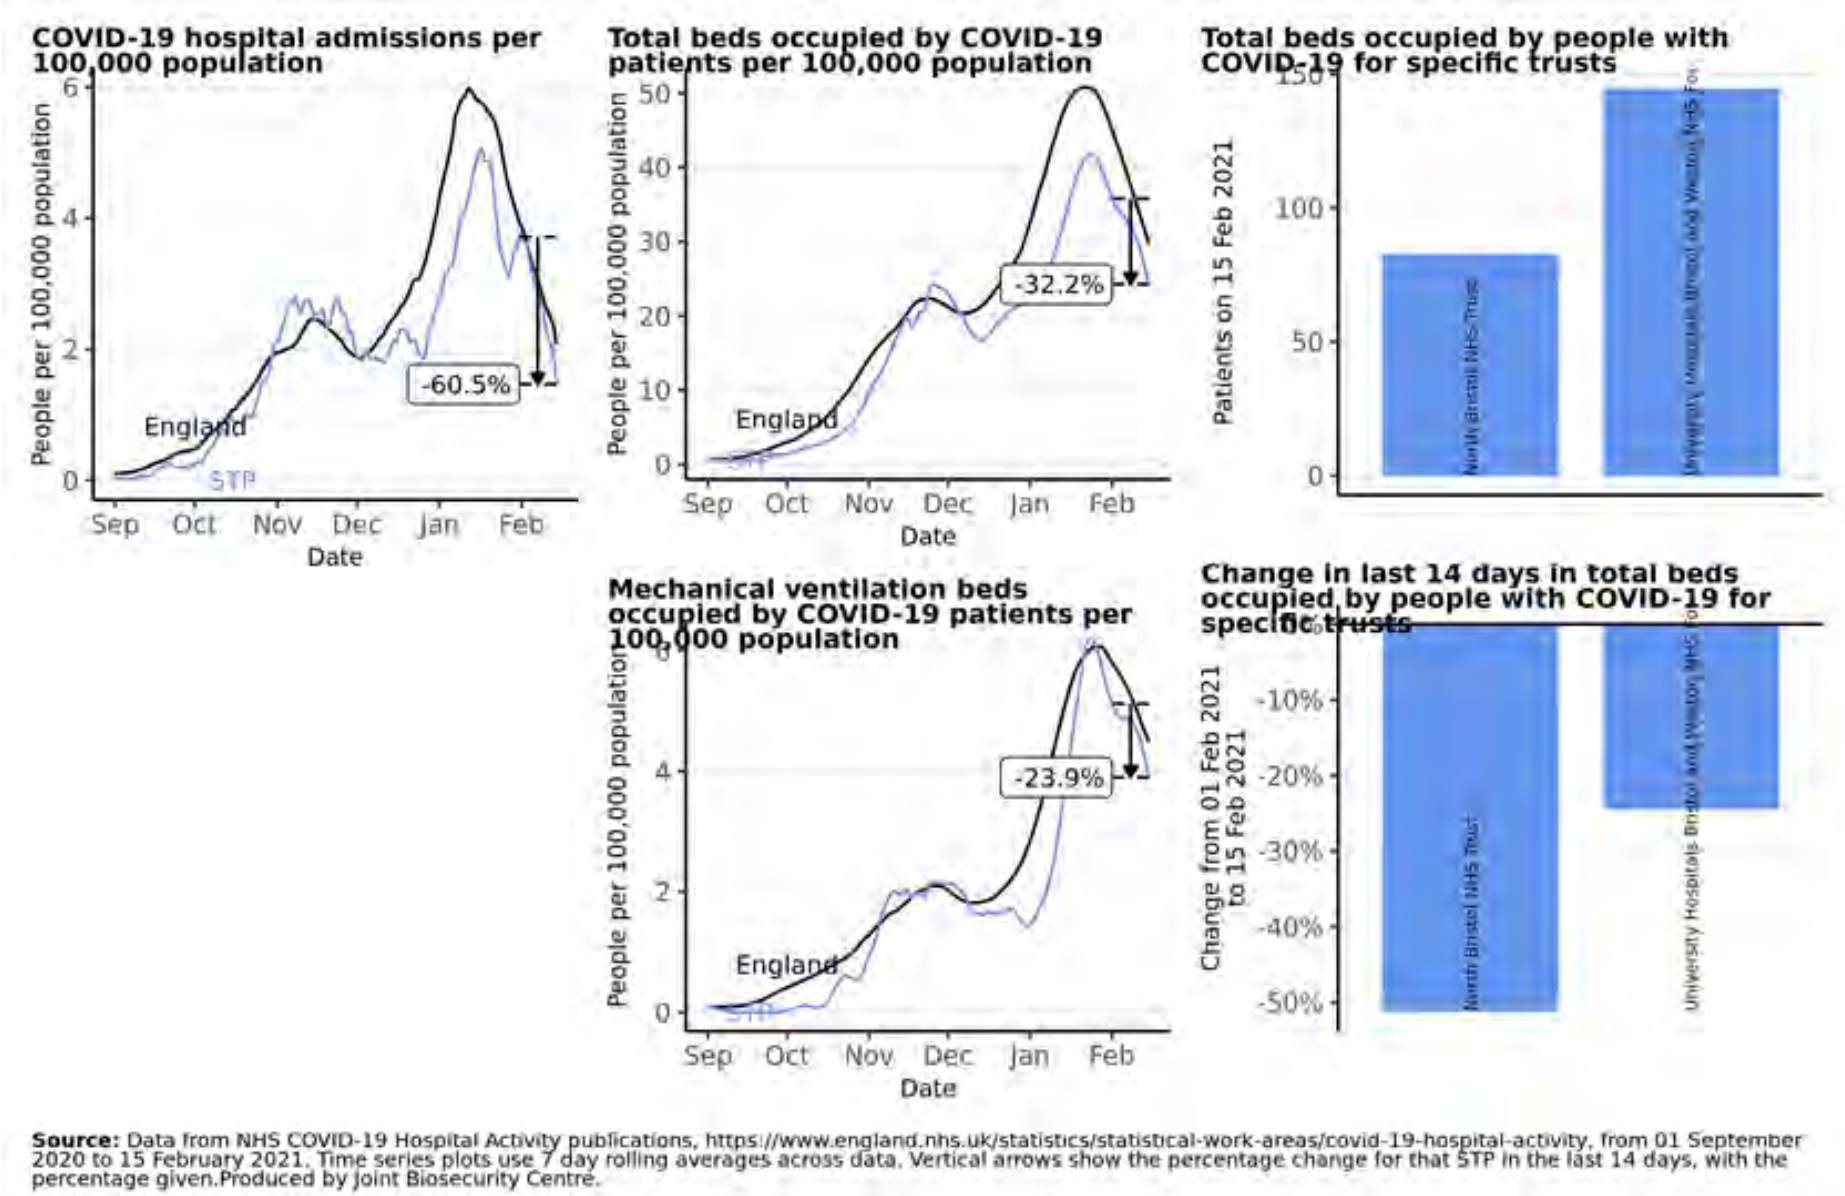 COVID-19 hospital admissions per
100,000 population
People per 100,000 population
6
4
2
0
-60.5%
England
STP
Sep Oct Nov Dec Jan Feb
Date
Total beds occupied by COVID-19
patients per 100,000 population
People per 100,000 population
50
40
30
20
10
0
-32.2%
England
STP
Sep Oct Nov Dec Jan Feb
Date
Total beds occupied by people with
COVID-19 for specific trusts
Patients on 15 Feb 2021
150
100
50
0
North Bristol NHS Trust
University Hospitals Bristol and Weston NHS Fou
Mechanical ventilation beds
occupied by COVID-19 patients per
100,000 population
People per 100,000 population
6
4
2
0
-23.9%
England
STP
Sep Oct Nov Dec Jan Feb
Date
Change in last 14 days in total beds
occupied by people with COVID-19 for
specific trusts
Change from 01 Feb 2021
to 15 Feb 2021
0%
-10%
-20%
-30%
-40%
-50%
North Bristol NHS Trust
University Hospitals Bristol and Weston NHS Fou
Source: Data from NHS COVID-19 Hospital Activity publications, https://www.england.nhs.uk/statistics/statistical-work-areas/covid-19-hospital-activity, from 01 September
2020 to 15 February 2021. Time series plots use 7 day rolling averages across data. Vertical arrows show the percentage change for that STP in the last 14 days, with the
percentage given.Produced by Joint Biosecurity Centre.